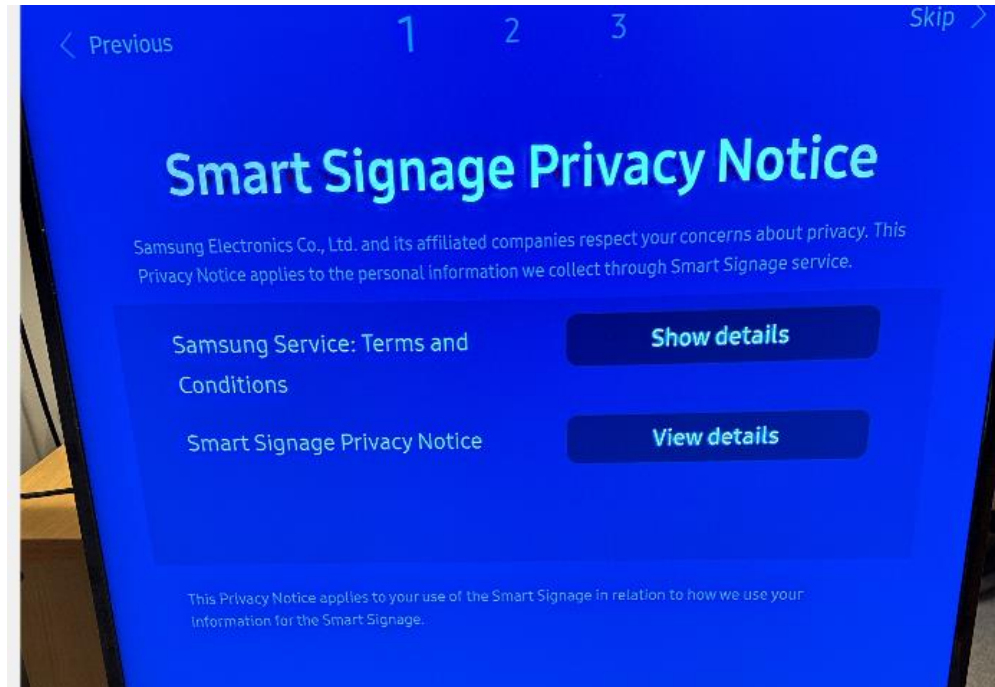 < Previous
1
2
3
Skip >
Smart Signage Privacy Notice
Samsung Electronics Co., Ltd. and its affiliated companies respect your concerns about privacy. This
Privacy Notice applies to the personal information we collect through Smart Signage service.
Samsung Service: Terms and
Conditions
Show details
Smart Signage Privacy Notice
View details
This Privacy Notice applies to your use of the Smart Signage in relation to how we use your
information for the Smart Signage.